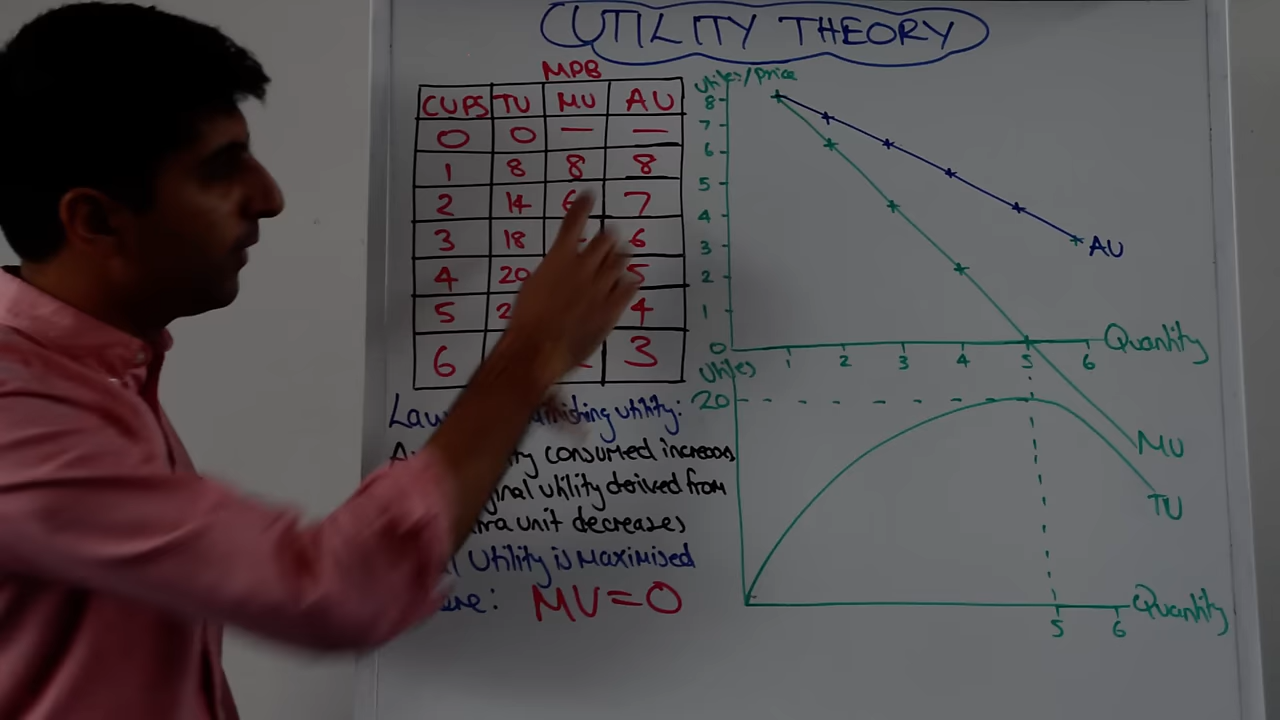 UTILITY THEORY
MPB
CUPS TU MU AU
0 0 — —
1 8 8 8
2 14 6 7
3 18 6
4 20 5
5 4
6 3
Law utility:
consumed increases
utility derived from
unit decreases
Utility is Maximised
MU=0
Utiles/Price
8
7
6
5
4
3
2
1
0
1 2 3 4 5 6
Quantity
AU
MU
Utiles
20
TU
5 6
Quantity